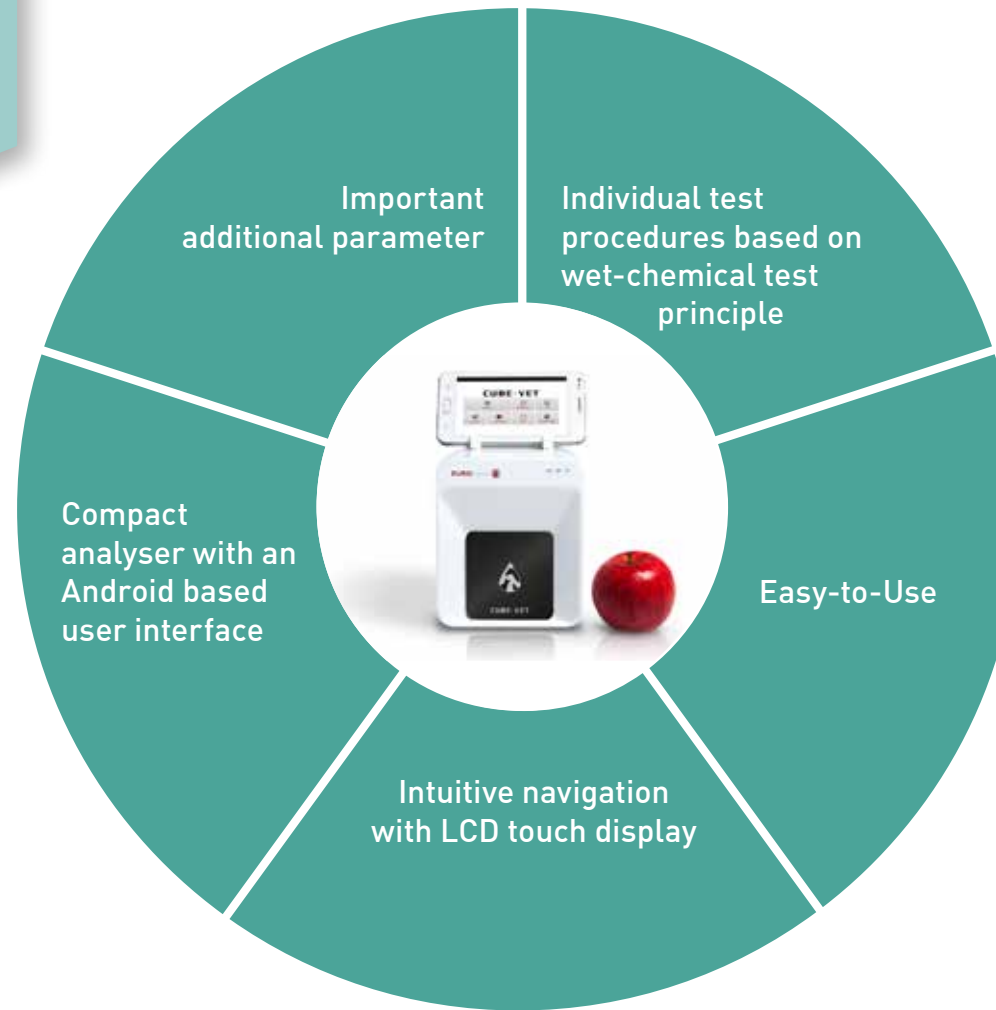 Important
additional parameter
Individual test
procedures based on
wet-chemical test
principle
Compact
analyser with an
Android based
user interface
CUBE-VET
CUBE-VET
Easy-to-Use
Intuitive navigation
with LCD touch display